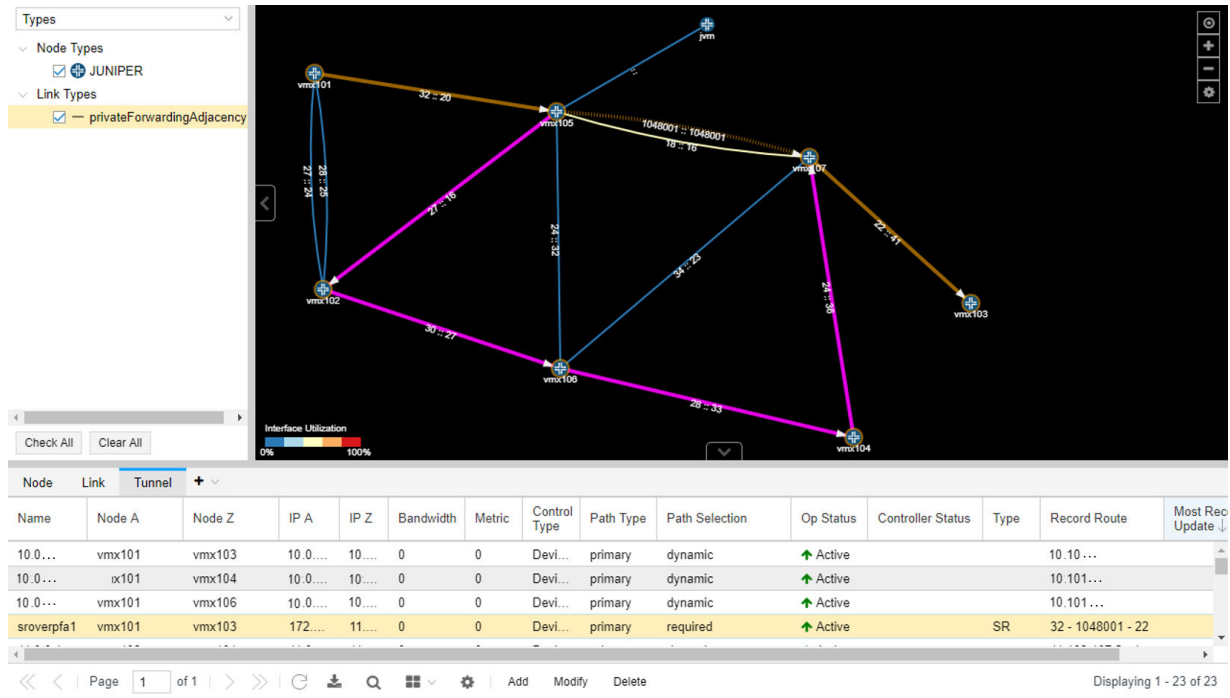 Types
Node Types
JUNIPER
Link Types
privateForwardingAdjacency
Check All Clear All
jvm
::
vmx101
32 :: 20
vmx105
1048001 :: 1048001
18 :: 16
vmx107
27 :: 24
28 :: 25
27 :: 16
24 :: 32
34 :: 23
22 :: 41
vmx102
vmx103
30 :: 27
24 :: 36
vmx106
28 :: 33
vmx104
Interface Utilization
0% 100%
Node Link Tunnel +
Name Node A Node Z IP A IP Z Bandwidth Metric Control Type Path Type Path Selection Op Status Controller Status Type Record Route Most Rec Update ↓
10.0... vmx101 vmx103 10.0.... 10.... 0 0 Devi... primary dynamic Active 10.10...
10.0... x101 vmx104 10.0.... 10.... 0 0 Devi... primary dynamic Active 10.101...
10.0... vmx101 vmx106 10.0.... 10.... 0 0 Devi... primary dynamic Active 10.101...
sroverpfa1 vmx101 vmx103 172.... 11.... 0 0 Devi... primary required Active SR 32 - 1048001 - 22
Page 1 of 1 Add Modify Delete Displaying 1 - 23 of 23